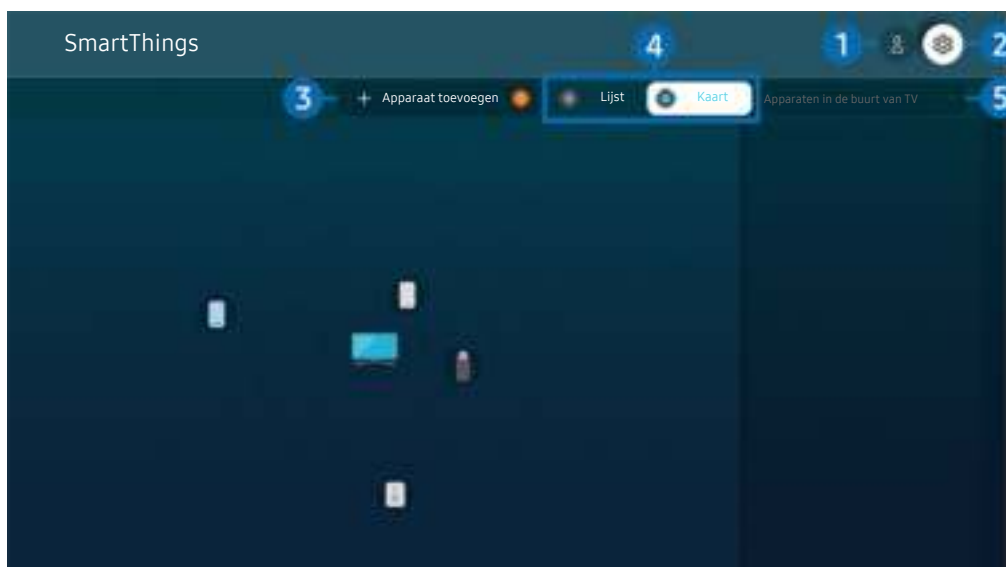 SmartThings
4
1
2
3
+ Apparaat toevoegen
Lijst
Kaart
Apparaten in de buurt van TV
5